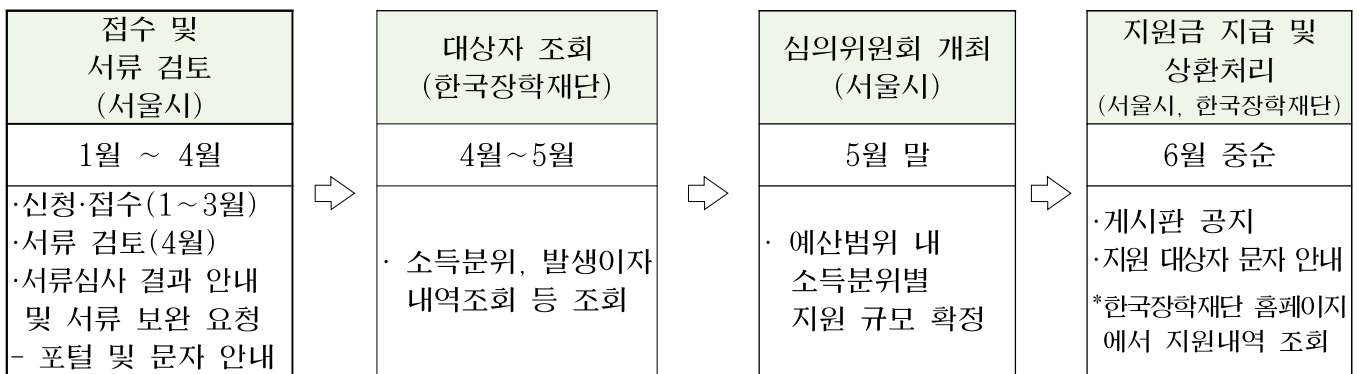 접수 및
서류 검토
(서울시)
1월 ~ 4월
·신청·접수(1~3월)
·서류 검토(4월)
·서류심사 결과 안내
및 서류 보완 요청
- 포털 및 문자 안내
대상자 조회
(한국장학재단)
4월~5월
· 소득분위, 발생이자
내역조회 등 조회
심의위원회 개최
(서울시)
5월 말
· 예산범위 내
소득분위별
지원 규모 확정
지원금 지급 및
상환처리
(서울시, 한국장학재단)
6월 중순
·게시판 공지
·지원 대상자 문자 안내
*한국장학재단 홈페이지
에서 지원내역 조회